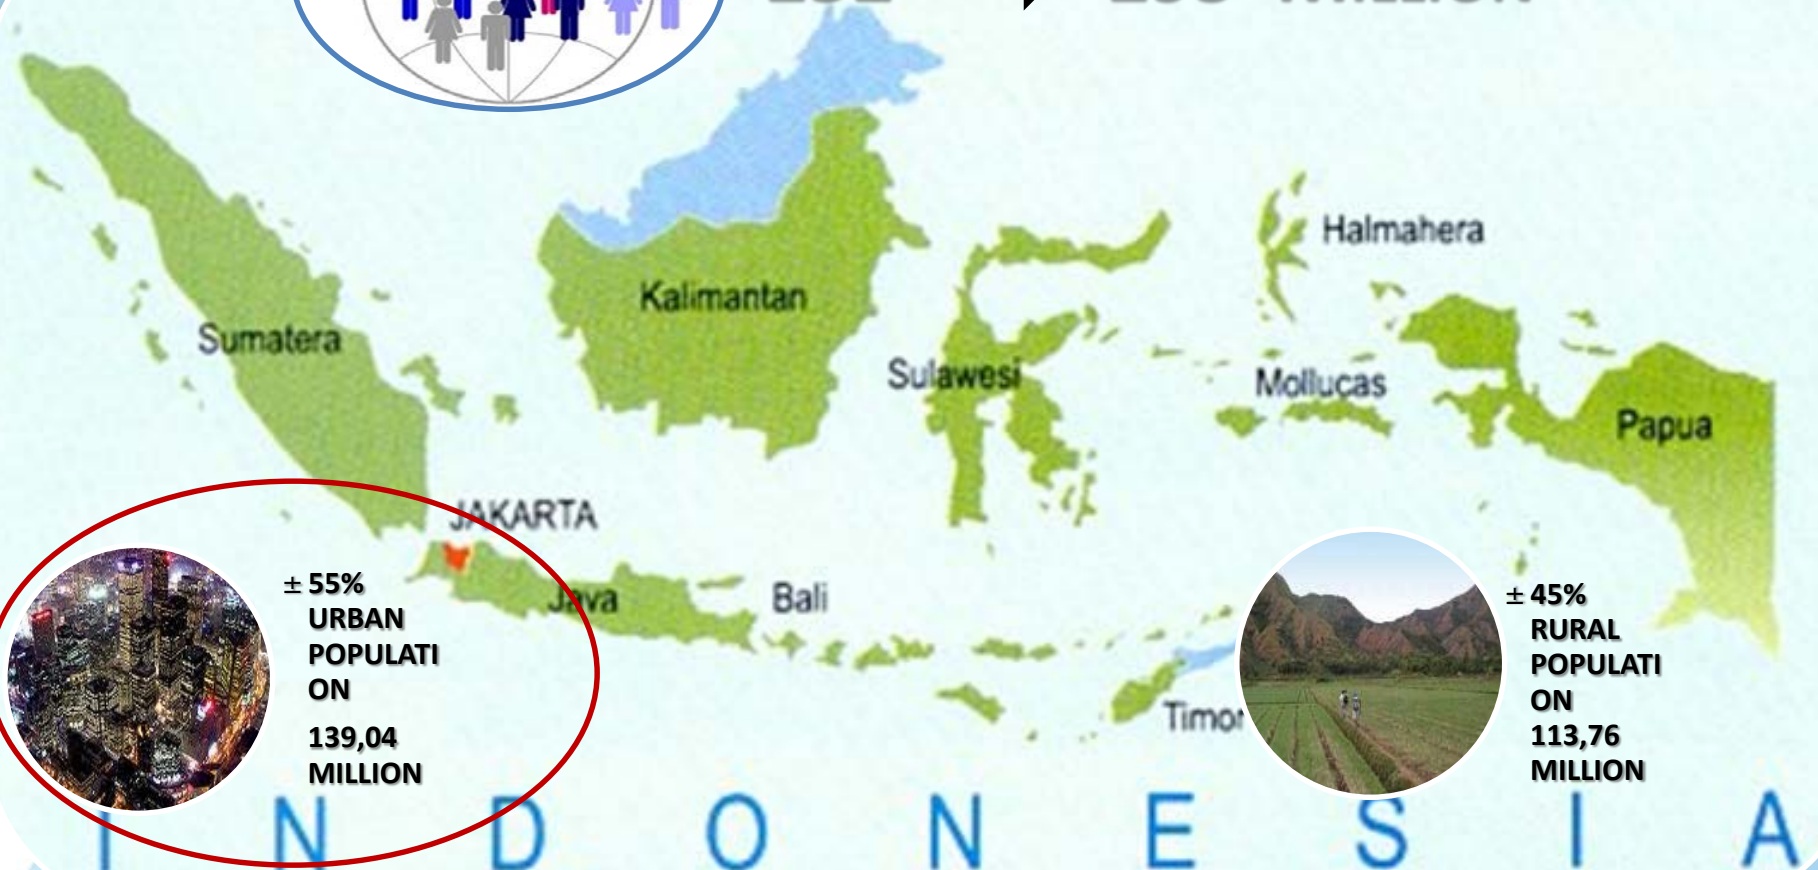 MILLION
Halmahera
Kalimantan
Sumatera
Sulawesi
Mollucas
Papua
JAKARTA
Java
Bali
Timor
± 55%
URBAN
POPULATI
ON
139,04
MILLION
± 45%
RURAL
POPULATI
ON
113,76
MILLION
I N D O N E S I A